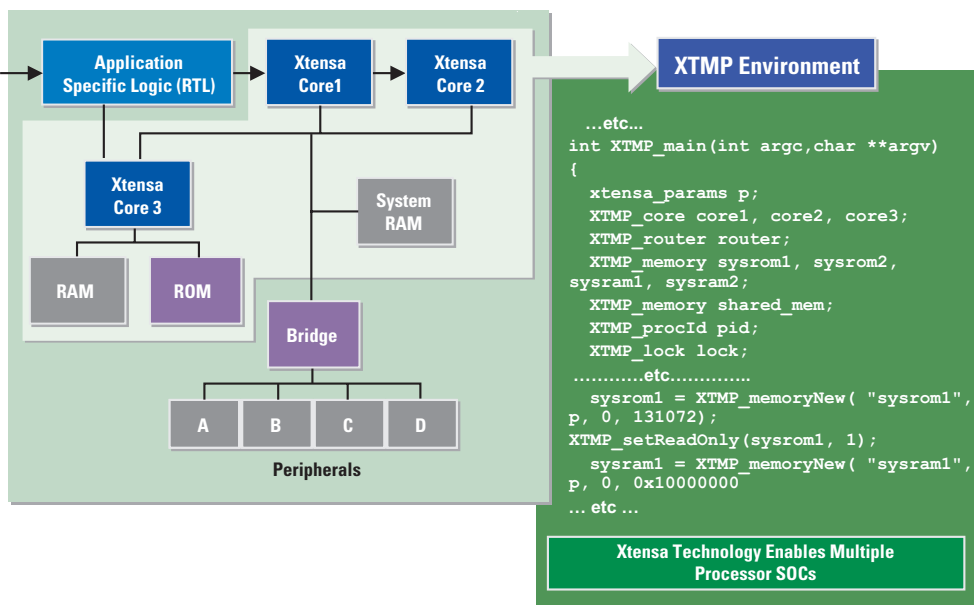 Application
Specific Logic (RTL)
Xtensa
Core1
Xtensa
Core 2
Xtensa
Core 3
System
RAM
RAM
ROM
Bridge
A
B
C
D
Peripherals
XTMP Environment
…etc...
int XTMP_main(int argc,char **argv)
{
xtensa_params p;
XTMP_core core1, core2, core3;
XTMP_router router;
XTMP_memory sysrom1, sysrom2,
sysram1, sysram2;
XTMP_memory shared_mem;
XTMP_procId pid;
XTMP_lock lock;
…………etc…………..
sysrom1 = XTMP_memoryNew( "sysrom1",
p, 0, 131072);
XTMP_setReadOnly(sysrom1, 1);
sysram1 = XTMP_memoryNew( "sysram1",
p, 0, 0x10000000
… etc …
Xtensa Technology Enables Multiple
Processor SOCs